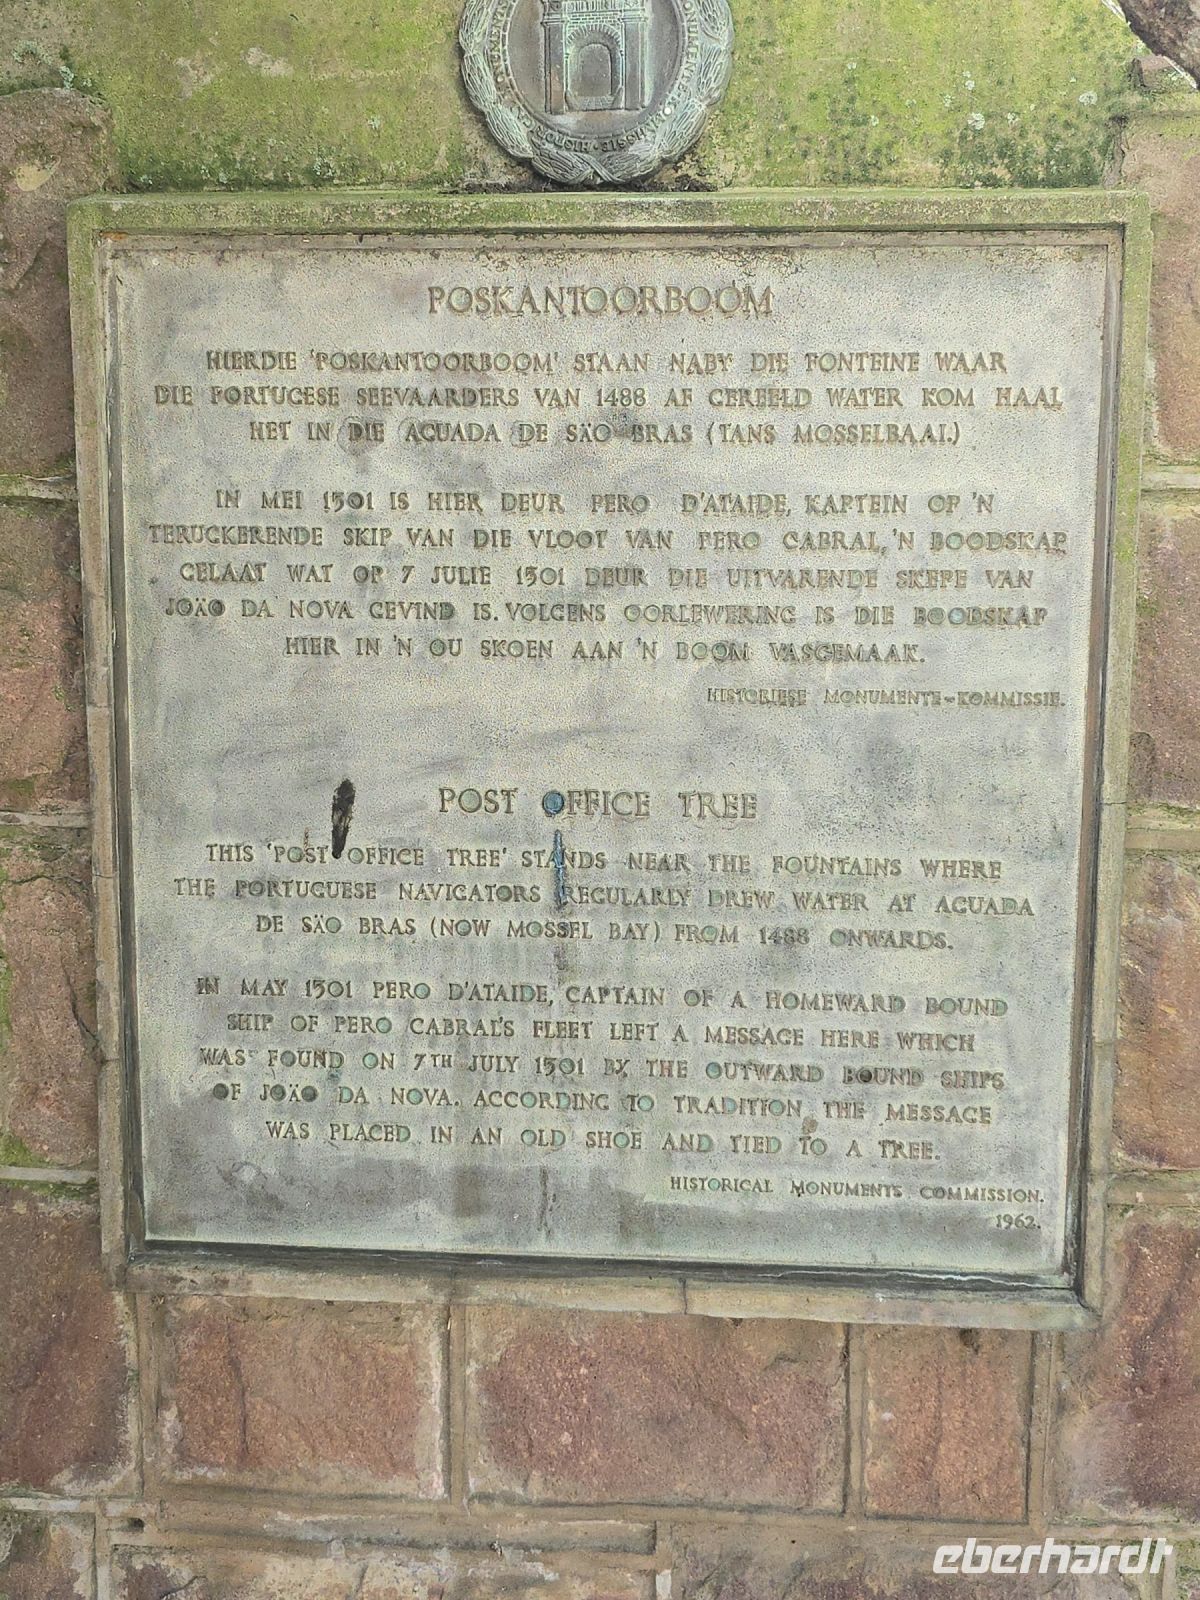 POSKANTOORBOOM
HIERDIE 'POSKANTOORBOOM' STAAN NABY DIE FONTEINE WAAR
DIE PORTUGESE SEEVAARDERS VAN 1488 AF GEREELD WATER KOM HAAL
HET IN DIE AGUADA DE SÄO BRAS (TANS MOSSELBAAI.)
IN MEI 1501 IS HIER DEUR PERO D'ATAIDE, KAPTEIN OP 'N
TERUGKERENDE SKIP VAN DIE VLOOT VAN PERO CABRAL, 'N BOODSKAP
GELAAT WAT OP 7 JULIE 1501 DEUR DIE UITVARENDE SKEPE VAN
JOÄO DA NOVA GEVIND IS. VOLGENS OORLEWERING IS DIE BOODSKAP
HIER IN 'N OU SKOEN AAN 'N BOOM VASGEMAAK.
HISTORIESE MONUMENTE-KOMMISSIE.
POST OFFICE TREE
THIS 'POST OFFICE TREE' STANDS NEAR THE FOUNTAINS WHERE
THE PORTUGUESE NAVIGATORS REGULARLY DREW WATER AT AGUADA
DE SÄO BRAS (NOW MOSSEL BAY) FROM 1488 ONWARDS.
IN MAY 1501 PERO D'ATAIDE, CAPTAIN OF A HOMEWARD BOUND
SHIP OF PERO CABRAL'S FLEET LEFT A MESSAGE HERE WHICH
WAS FOUND ON 7TH JULY 1501 BY THE OUTWARD BOUND SHIPS
OF JOÄO DA NOVA. ACCORDING TO TRADITION THE MESSAGE
WAS PLACED IN AN OLD SHOE AND TIED TO A TREE.
HISTORICAL MONUMENTS COMMISSION.
1962.
eberhardt